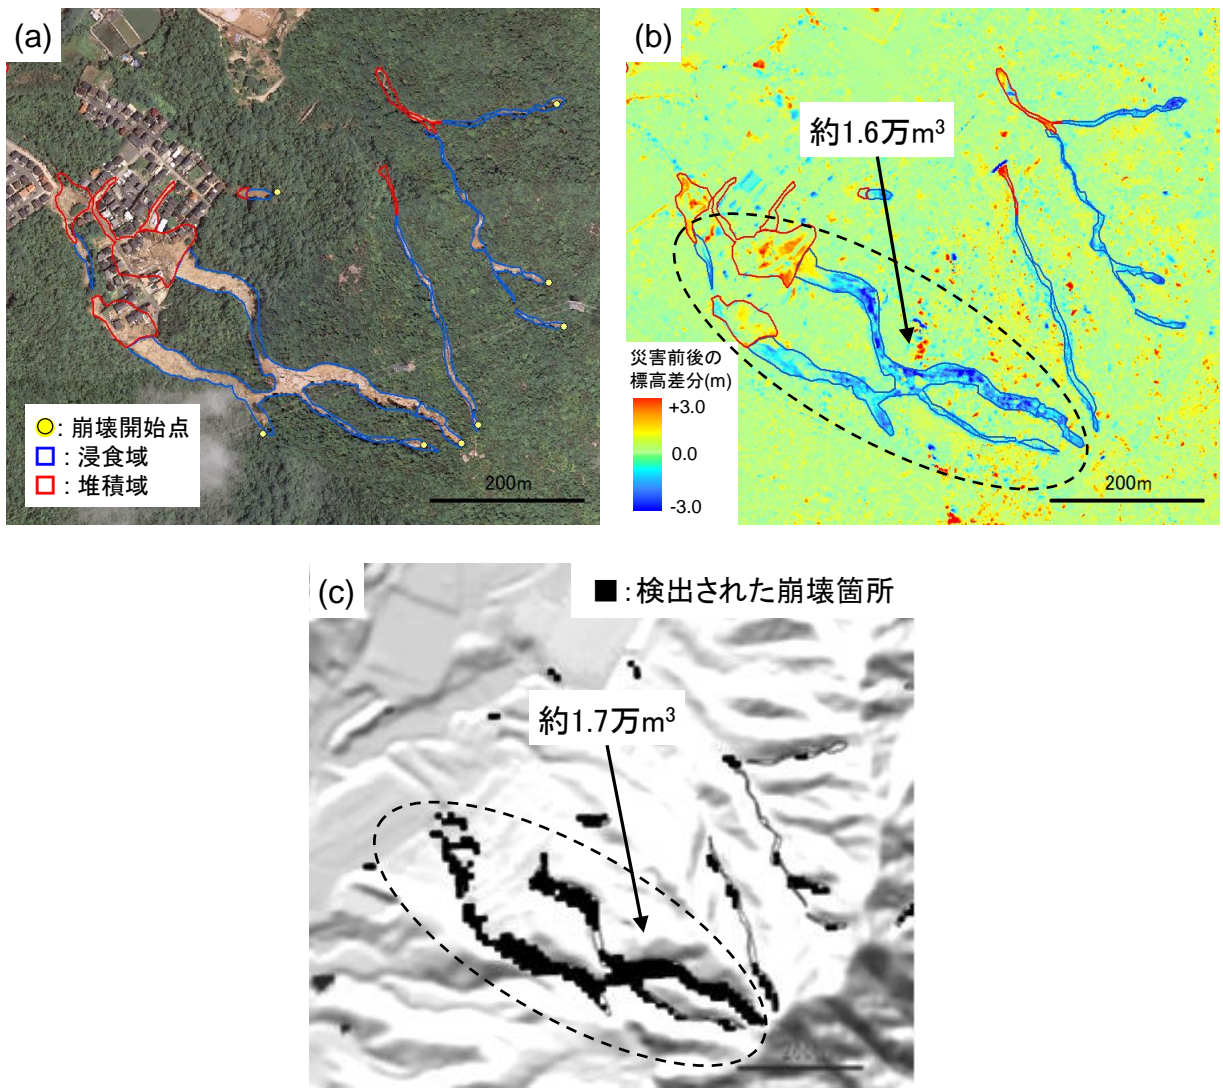 (a)
●: 崩壊開始点
□: 浸食域
□: 堆積域
200m
(b)
約1.6万m³
災害前後の
標高差分(m)
+3.0
0.0
-3.0
200m
(c)
■: 検出された崩壊箇所
約1.7万m³